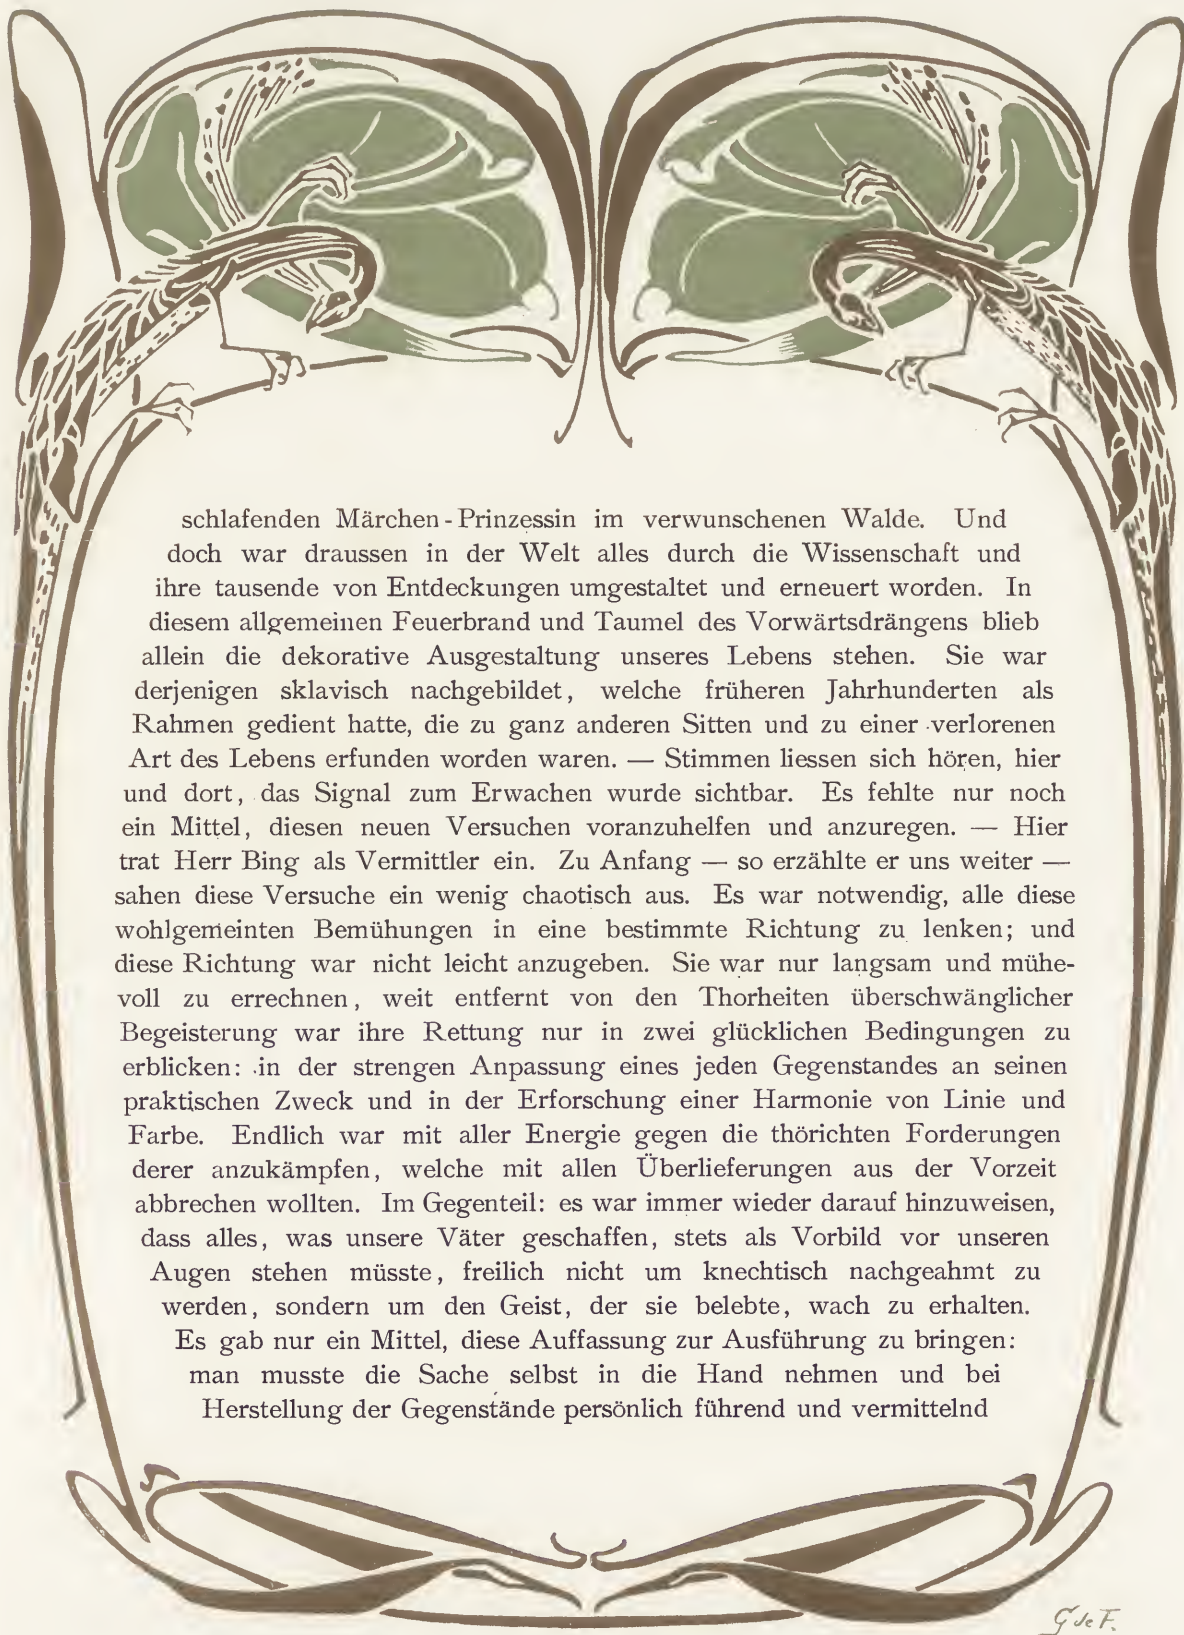 schlafenden Märchen-Prinzessin im verwunschenen Walde. Und
doch war draussen in der Welt alles durch die Wissenschaft und
ihre tausende von Entdeckungen umgestaltet und erneuert worden. In
diesem allgemeinen Feuerbrand und Taumel des Vorwärtsdrängens blieb
allein die dekorative Ausgestaltung unseres Lebens stehen. Sie war
derjenigen sklavisch nachgebildet, welche früheren Jahrhunderten als
Rahmen gedient hatte, die zu ganz anderen Sitten und zu einer verlorenen
Art des Lebens erfunden worden waren. — Stimmen liessen sich hören, hier
und dort, das Signal zum Erwachen wurde sichtbar. Es fehlte nur noch
ein Mittel, diesen neuen Versuchen voranzuhelfen und anzuregen. — Hier
trat Herr Bing als Vermittler ein. Zu Anfang — so erzählte er uns weiter —
sahen diese Versuche ein wenig chaotisch aus. Es war notwendig, alle diese
wohlgemeinten Bemühungen in eine bestimmte Richtung zu lenken; und
diese Richtung war nicht leicht anzugeben. Sie war nur langsam und mühe-
voll zu errechnen, weit entfernt von den Thorheiten überschwänglicher
Begeisterung war ihre Rettung nur in zwei glücklichen Bedingungen zu
erblicken: in der strengen Anpassung eines jeden Gegenstandes an seinen
praktischen Zweck und in der Erforschung einer Harmonie von Linie und
Farbe. Endlich war mit aller Energie gegen die thörichten Forderungen
derer anzukämpfen, welche mit allen Überlieferungen aus der Vorzeit
abbrechen wollten. Im Gegenteil: es war immer wieder darauf hinzuweisen,
dass alles, was unsere Väter geschaffen, stets als Vorbild vor unseren
Augen stehen müsste, freilich nicht um knechtisch nachgeahmt zu
werden, sondern um den Geist, der sie belebte, wach zu erhalten.
Es gab nur ein Mittel, diese Auffassung zur Ausführung zu bringen:
man musste die Sache selbst in die Hand nehmen und bei
Herstellung der Gegenstände persönlich führend und vermittelnd
G de F.